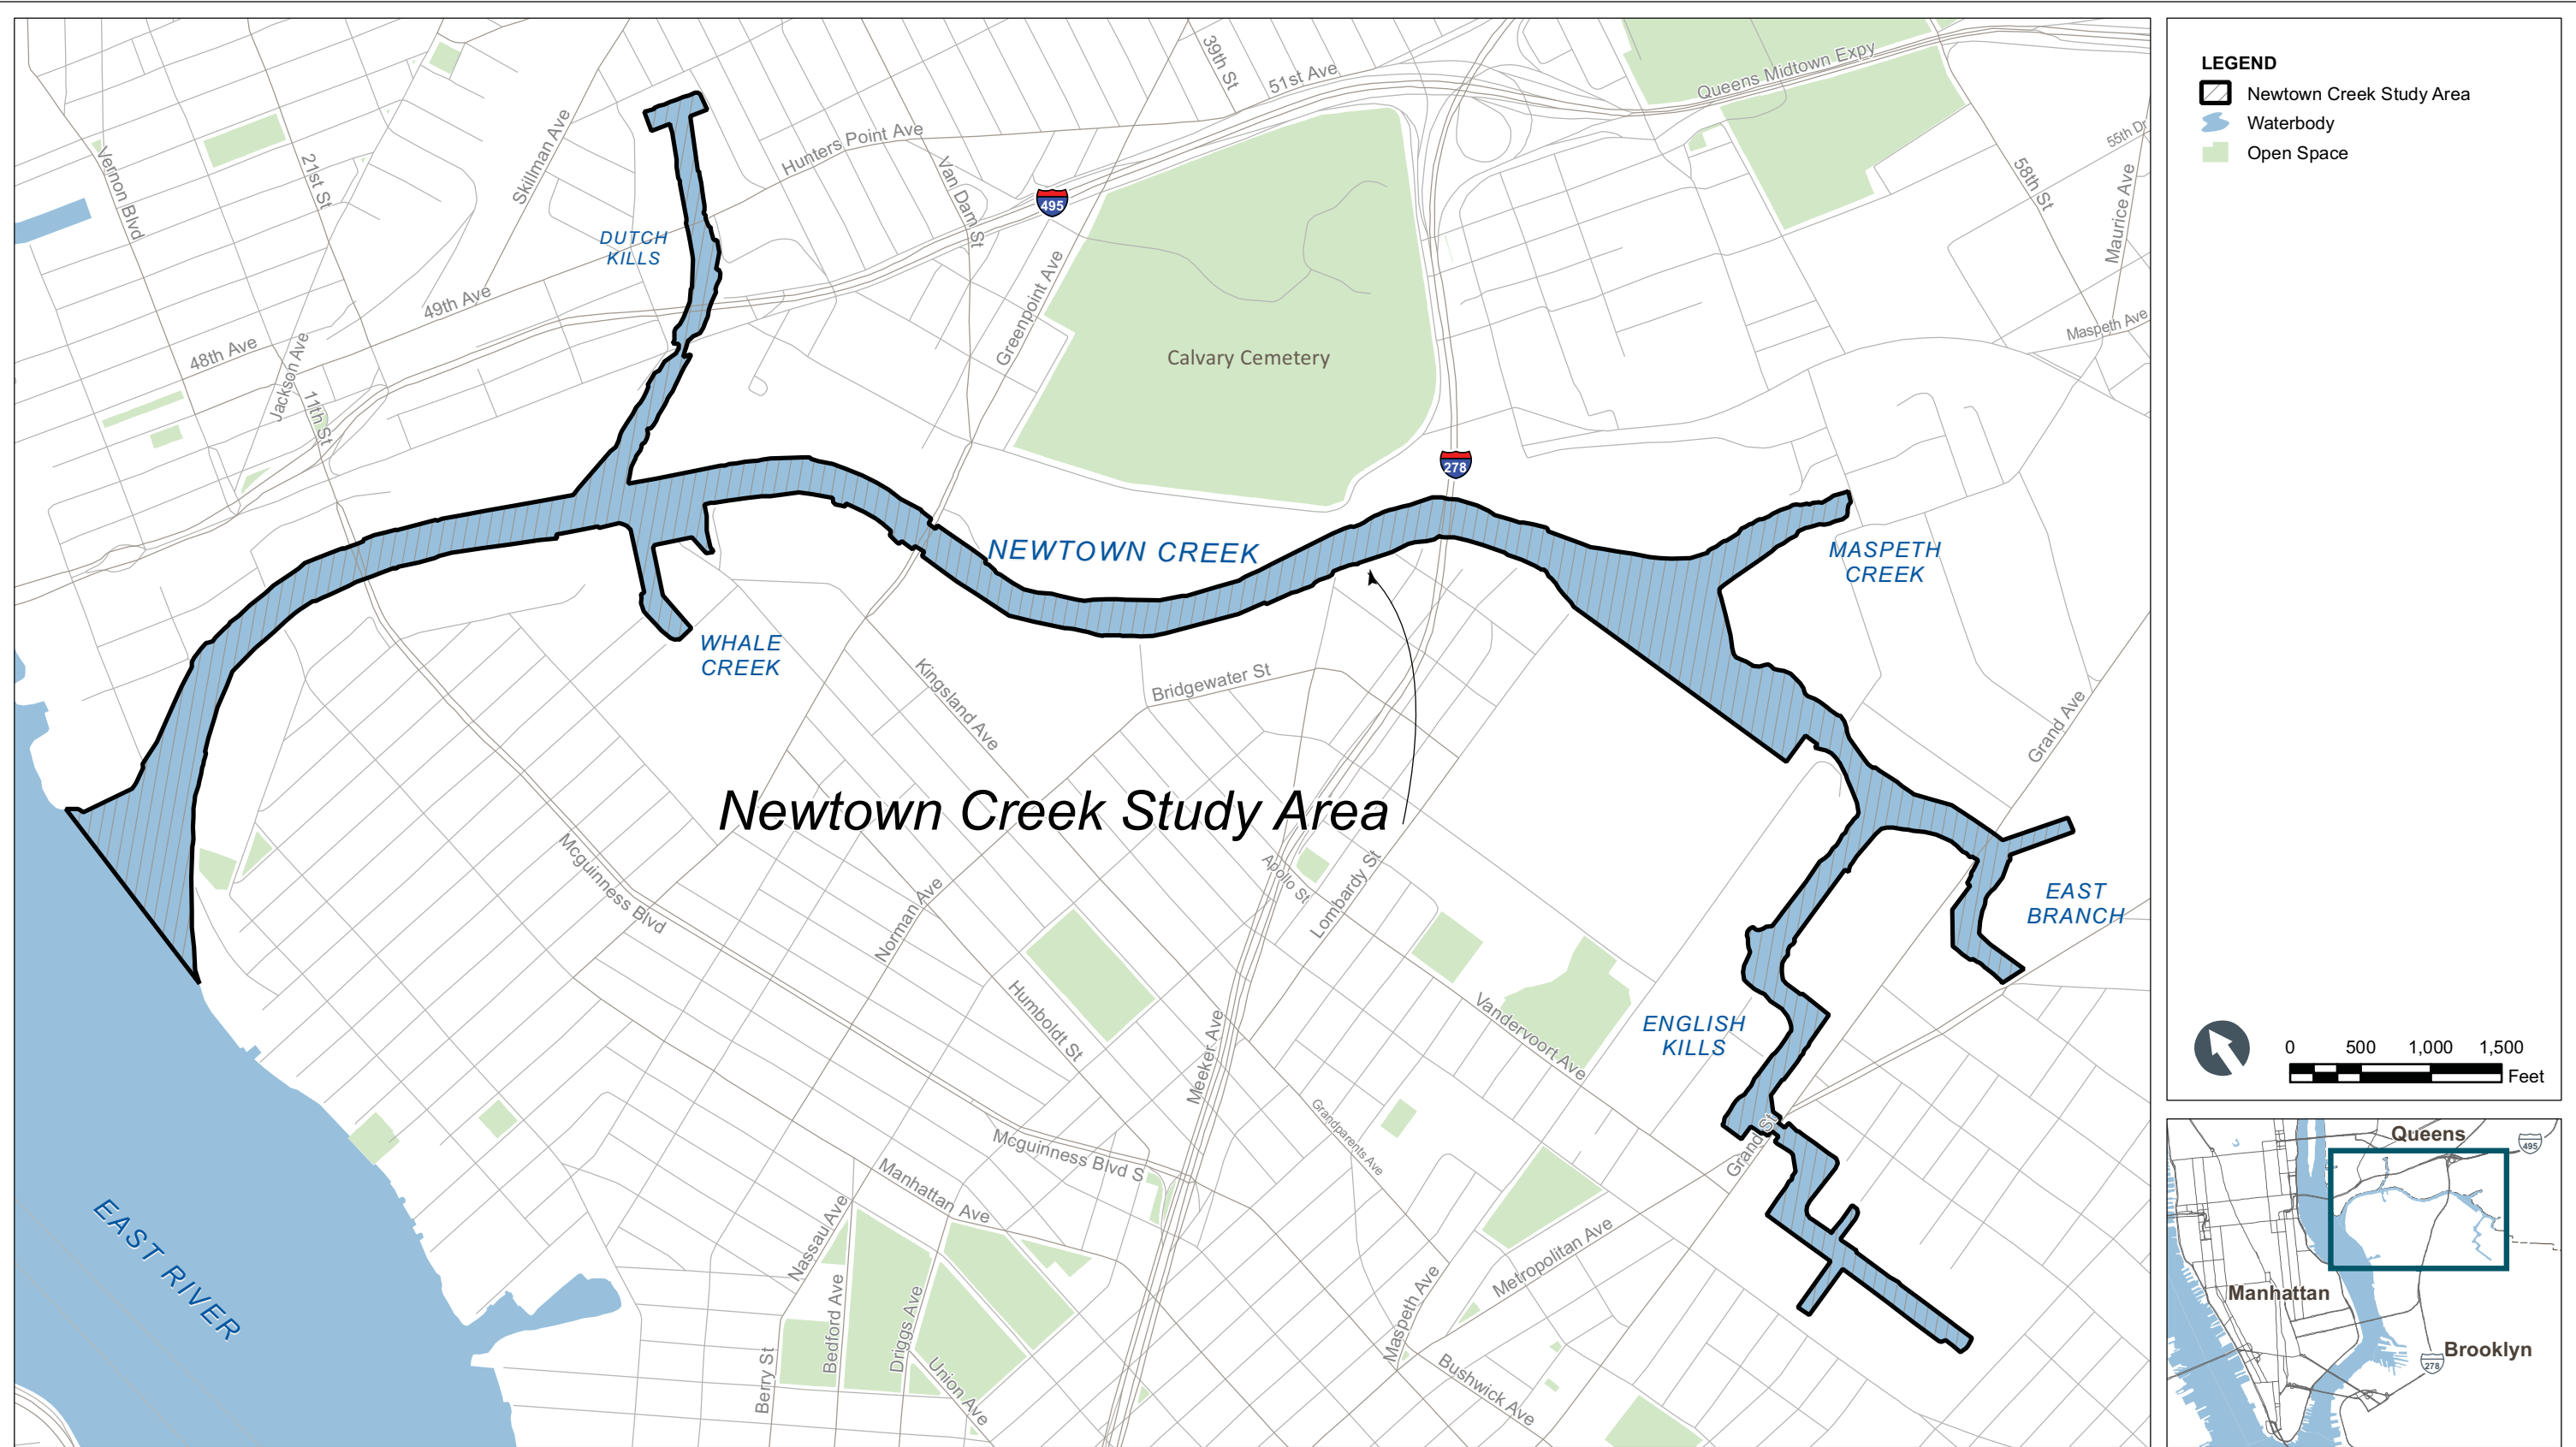 39th St
51st Ave
Queens Midtown Expy
LEGEND
Newtown Creek Study Area
Waterbody
Open Space
Vernon Blvd
21st St
Skillman Ave
Hunters Point Ave
Van Dam St
495
58th St
55th Dr
Maurice Ave
DUTCH
KILLS
49th Ave
48th Ave
Jackson Ave
11th St
Greenpoint Ave
Calvary Cemetery
Maspeth Ave
278
NEWTOWN CREEK
MASPETH
CREEK
WHALE
CREEK
Kingsland Ave
Bridgewater St
Grand Ave
Newtown Creek Study Area
Mcguinness Blvd
Norman Ave
Apollo St
Lombardy St
EAST
BRANCH
Humboldt St
Meeker Ave
Vandervoort Ave
ENGLISH
KILLS
Grandparents Ave
Grand St
Mcguinness Blvd S
Manhattan Ave
Nassau Ave
Bedford Ave
Driggs Ave
Berry St
Union Ave
Metropolitan Ave
Maspeth Ave
Bushwick Ave
EAST RIVER
0 500 1,000 1,500
Feet
Queens
495
Manhattan
Brooklyn
278